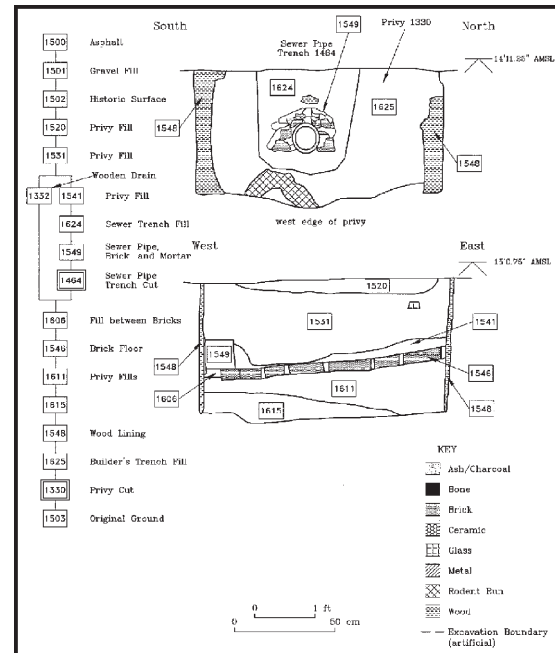 South
North
1549
Sewer Pipe
Trench 1464
Privy 1330
14'11.25" AMSL
1624
1625
1548
1548
west edge of privy
1500 Asphalt
1501 Gravel Fill
1502 Historic Surface
1520 Privy Fill
1531 Privy Fill
Wooden Drain
1332 1541 Privy Fill
1624 Sewer Trench Fill
1549 Sewer Pipe,
Brick and Mortar
1464 Sewer Pipe
Trench Cut
1606 Fill between Bricks
1546 Brick Floor
1611 Privy Fills
1615
1548 Wood Lining
1625 Builder's Trench Fill
1330 Privy Cut
1503 Original Ground
West
East
15'0.75" AMSL
1520
1531
1541
1548
1549
1546
1606
1611
1615
1548
KEY
Ash/Charcoal
Bone
Brick
Ceramic
Glass
Metal
Rodent Run
Wood
Excavation Boundary
(artificial)
0 1 ft
0 50 cm